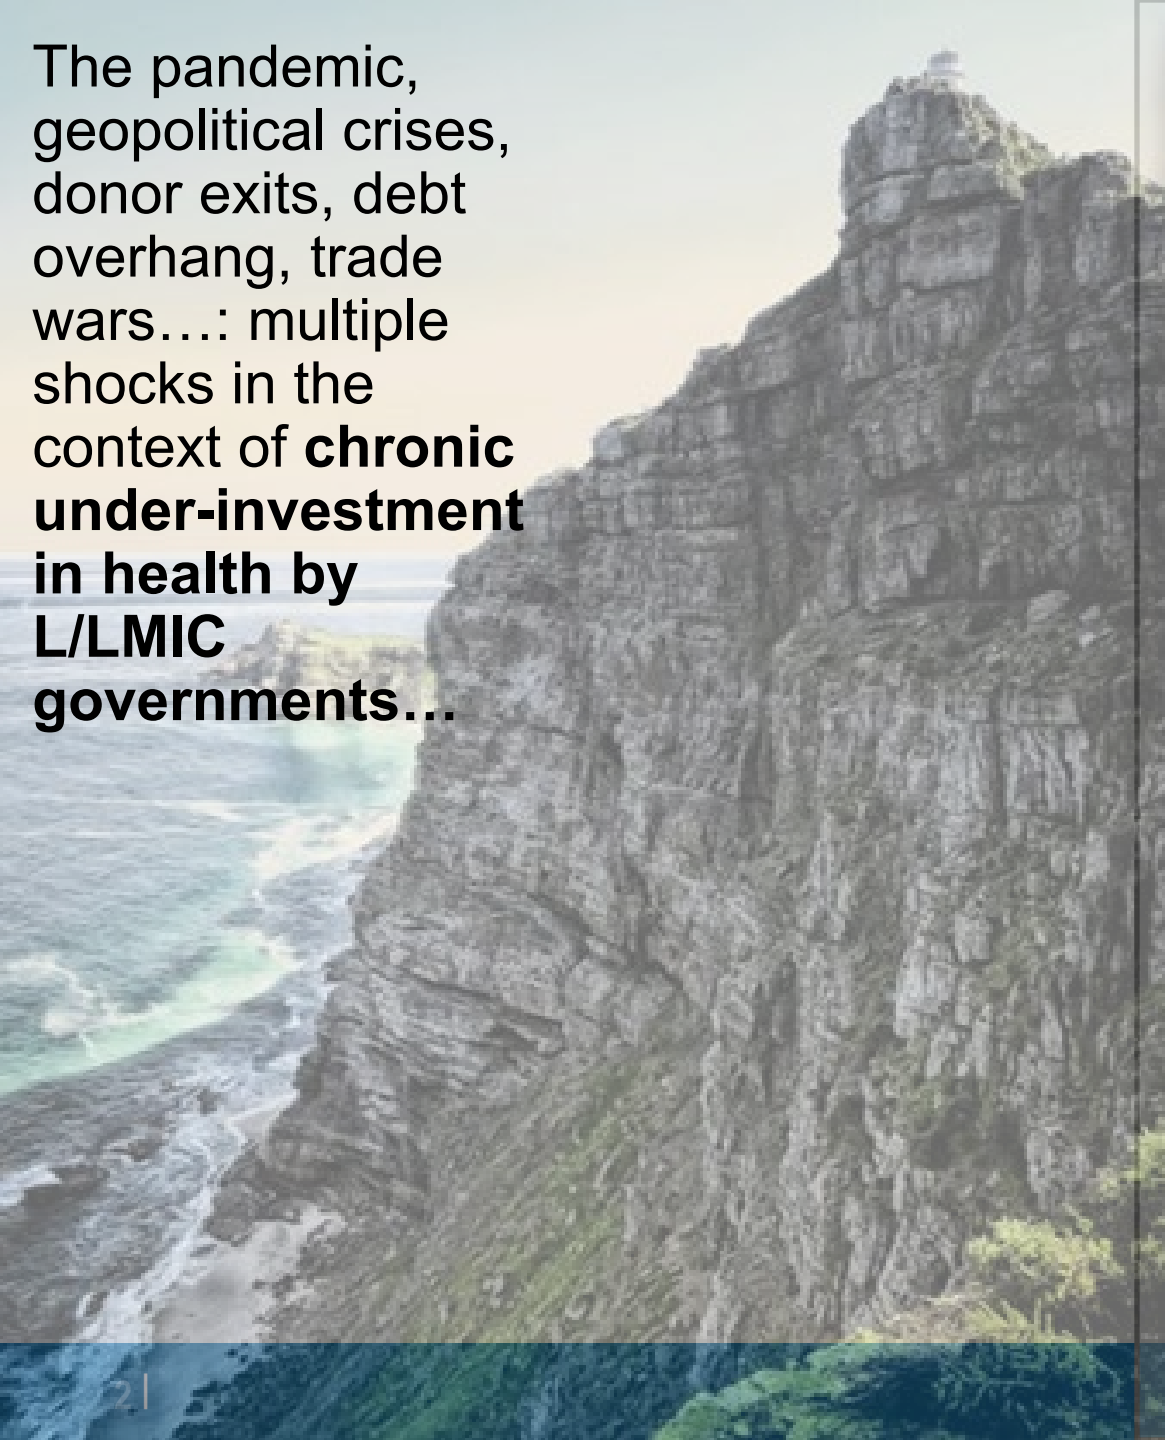 The pandemic,
geopolitical crises,
donor exits, debt
overhang, trade
wars…: multiple
shocks in the
context of chronic
under-investment
in health by
L/LMIC
governments…
2 |